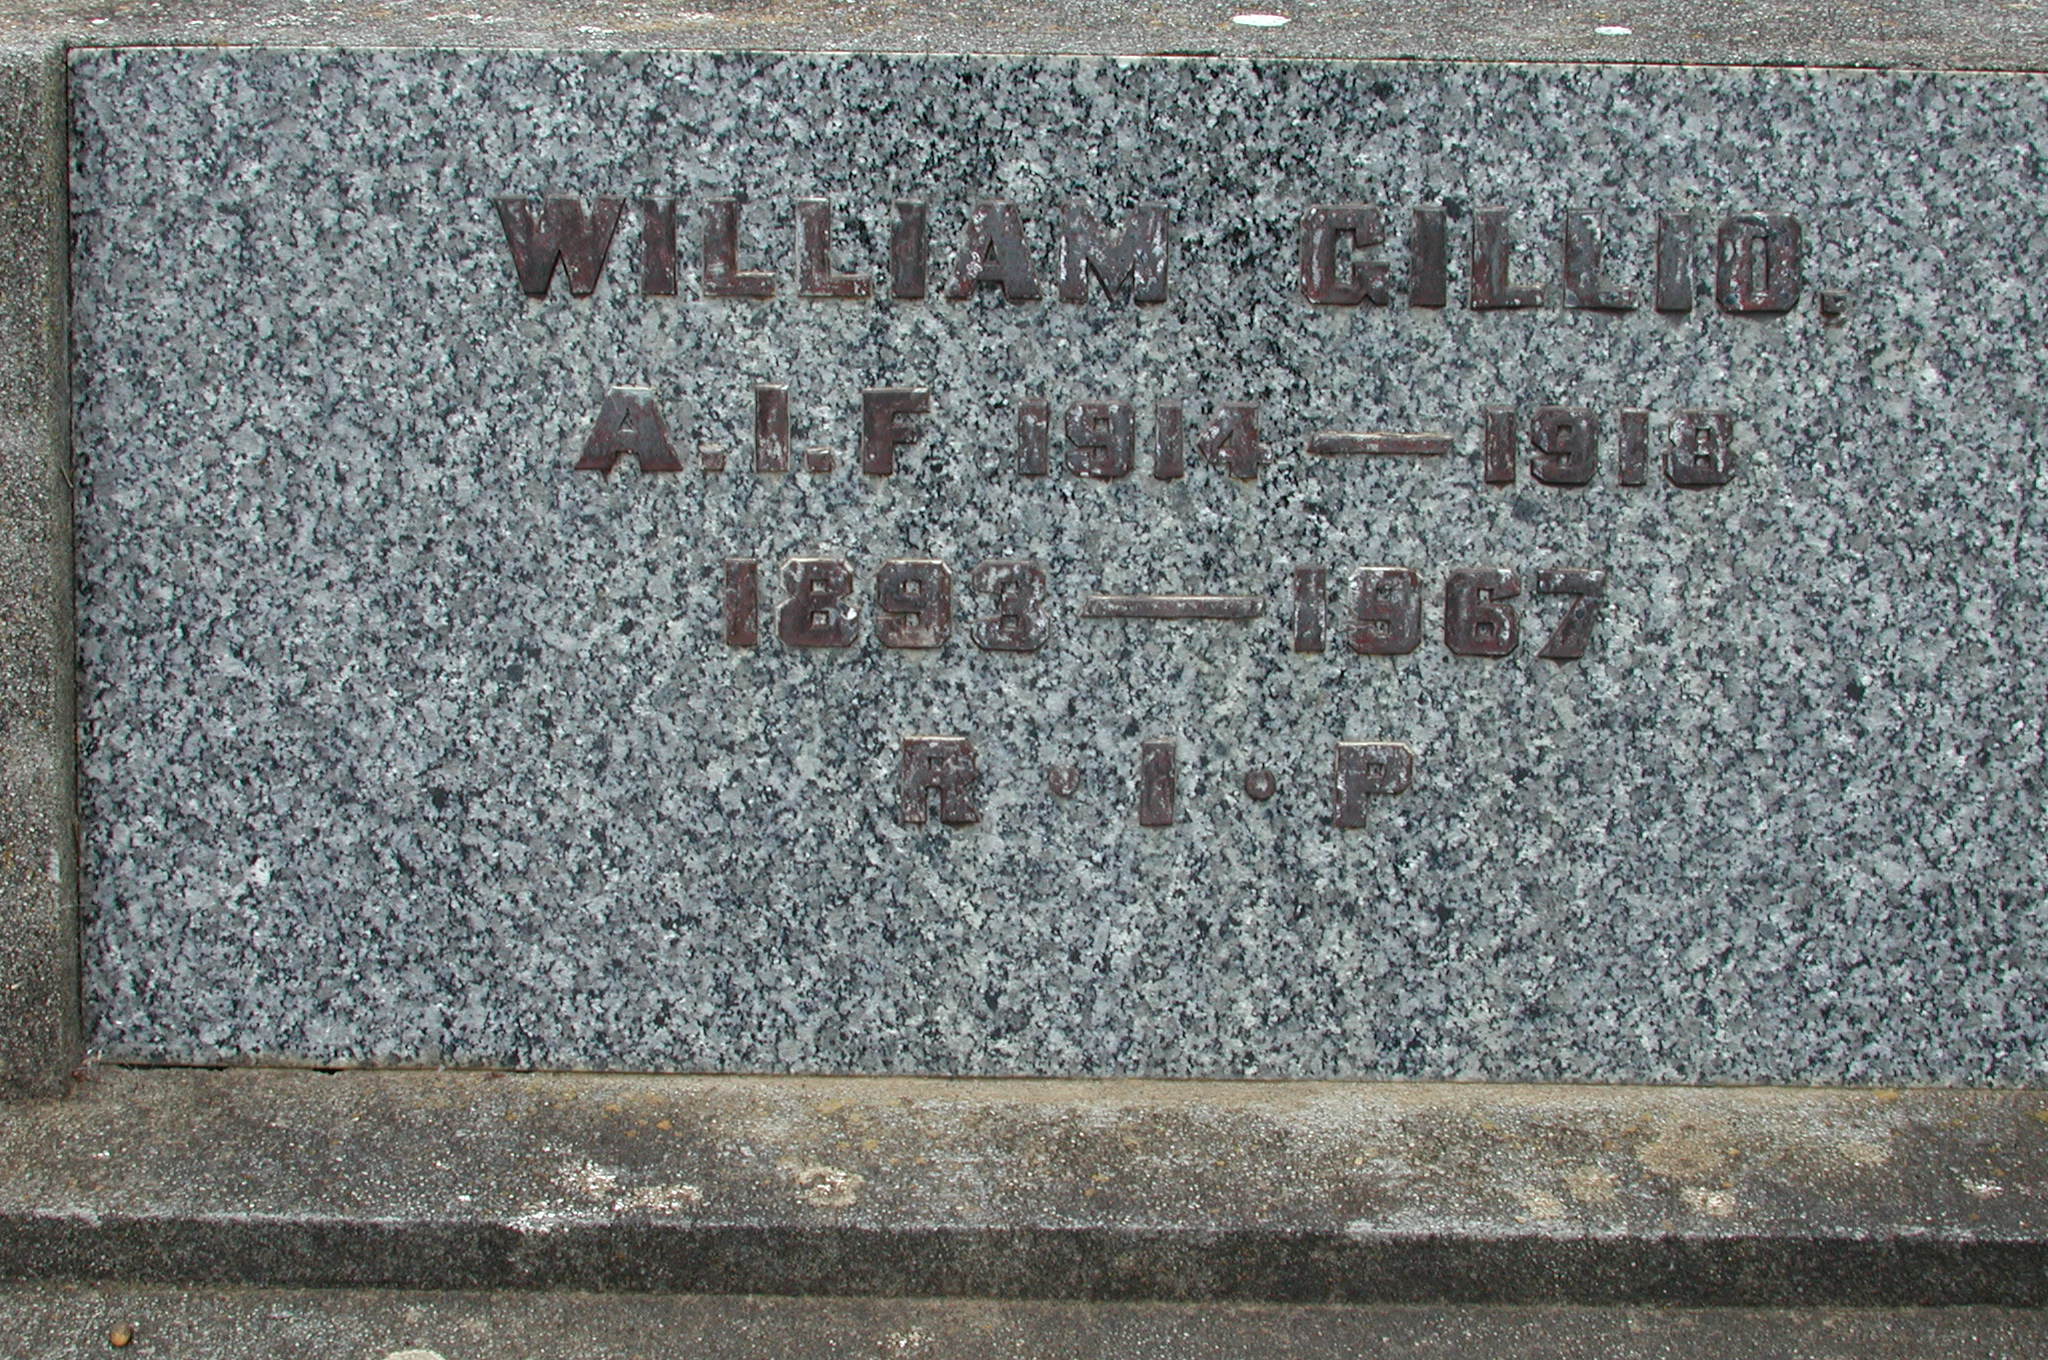 WILLIAM GILLIO.
A.I.F 1914—1918
1893—1967
R·I·P